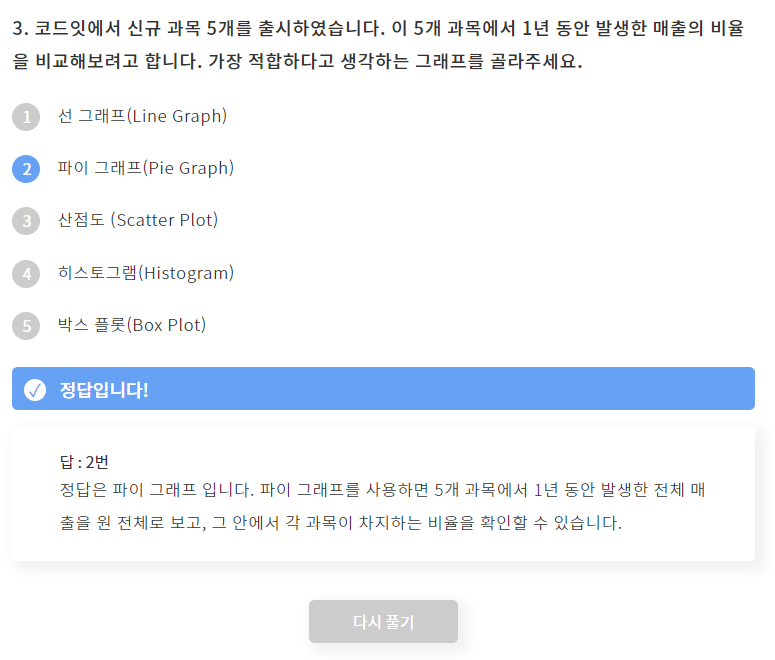 3. 코드잇에서 신규 과목 5개를 출시하였습니다. 이 5개 과목에서 1년 동안 발생한 매출의 비율
을 비교해보려고 합니다. 가장 적합하다고 생각하는 그래프를 골라주세요.
1 선 그래프(Line Graph)
2 파이 그래프(Pie Graph)
3 산점도 (Scatter Plot)
4 히스토그램(Histogram)
5 박스 플롯(Box Plot)
정답입니다!
답 : 2번
정답은 파이 그래프 입니다. 파이 그래프를 사용하면 5개 과목에서 1년 동안 발생한 전체 매
출을 원 전체로 보고, 그 안에서 각 과목이 차지하는 비율을 확인할 수 있습니다.
다시 풀기